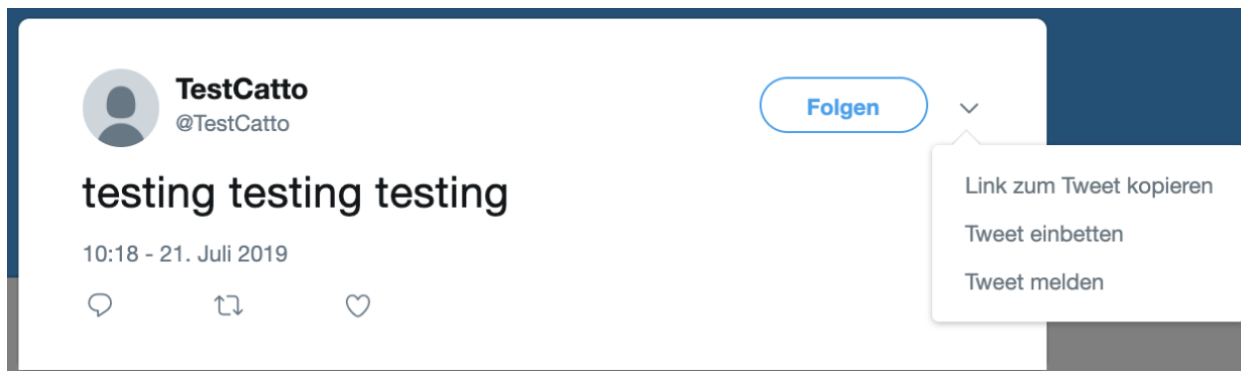 TestCatto
@TestCatto
Folgen
testing testing testing
10:18 - 21. Juli 2019
Link zum Tweet kopieren
Tweet einbetten
Tweet melden